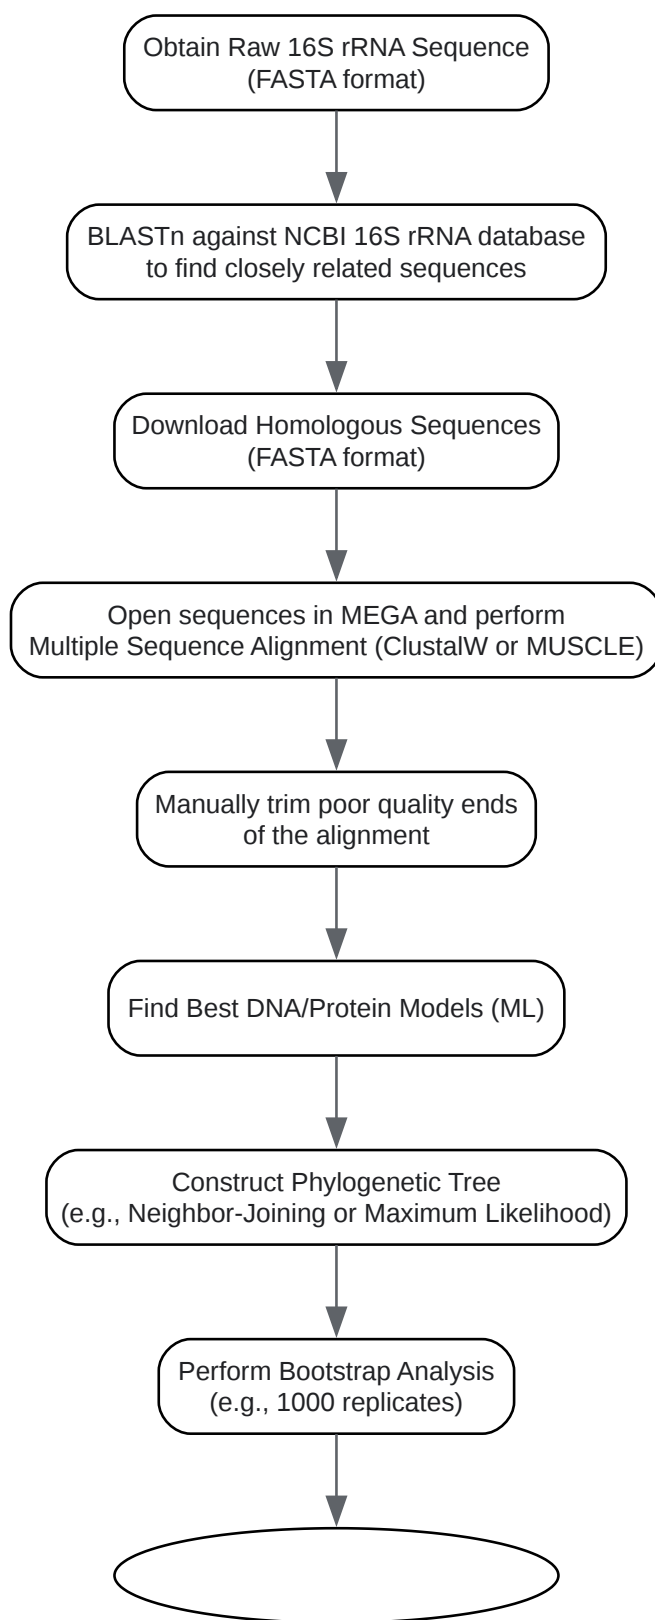 Obtain Raw 16S rRNA Sequence
(FASTA format)
BLASTn against NCBI 16S rRNA database
to find closely related sequences
Download Homologous Sequences
(FASTA format)
Open sequences in MEGA and perform
Multiple Sequence Alignment (ClustalW or MUSCLE)
Manually trim poor quality ends
of the alignment
Find Best DNA/Protein Models (ML)
Construct Phylogenetic Tree
(e.g., Neighbor-Joining or Maximum Likelihood)
Perform Bootstrap Analysis
(e.g., 1000 replicates)